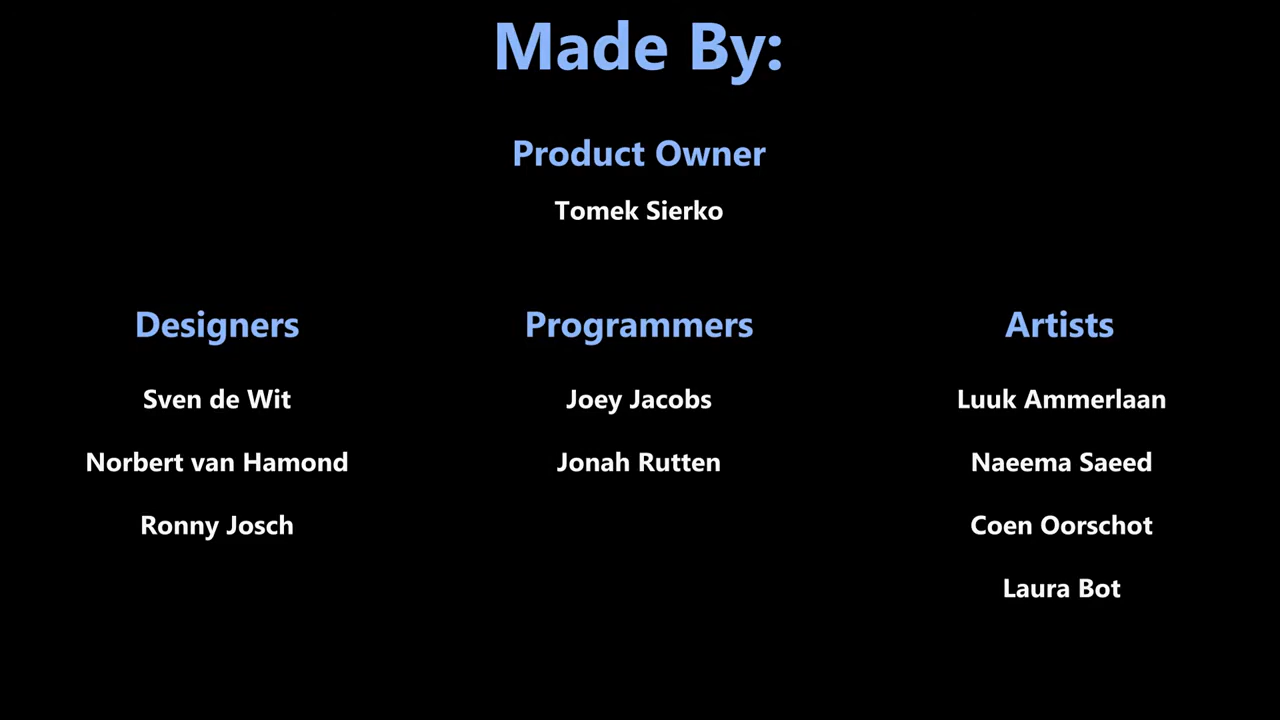 Made By:
Product Owner
Tomek Sierko
Designers
Sven de Wit
Norbert van Hamond
Ronny Josch
Programmers
Joey Jacobs
Jonah Rutten
Artists
Luuk Ammerlaan
Naeema Saeed
Coen Oorschot
Laura Bot